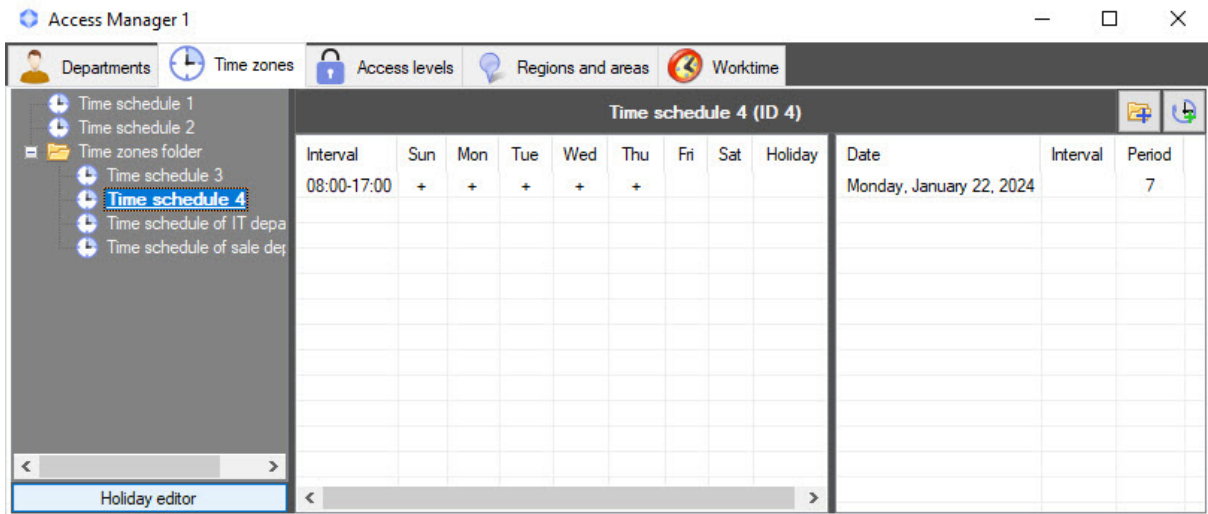 Access Manager 1
Departments Time zones Access levels Regions and areas Worktime
Time schedule 1
Time schedule 2
Time zones folder
Time schedule 3
Time schedule 4
Time schedule of IT depa
Time schedule of sale dep
Holiday editor
Time schedule 4 (ID 4)
Interval Sun Mon Tue Wed Thu Fri Sat Holiday
08:00-17:00 + + + + +
Date Interval Period
Monday, January 22, 2024 7